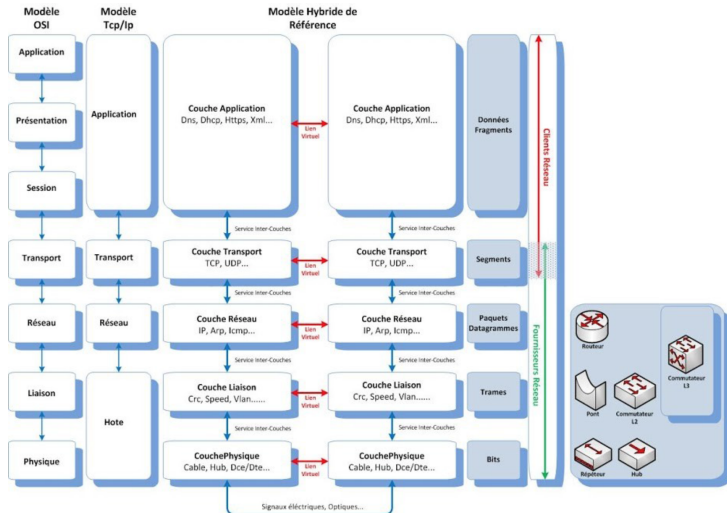 Modèle
OSI
Modèle
Tcp/Ip
Modèle Hybride de
Référence
Application
Présentation
Session
Transport
Réseau
Liaison
Physique
Application
Transport
Réseau
Hote
Couche Application
Dns, Dhcp, Https, Xml...
Lien
Virtuel
Couche Application
Dns, Dhcp, Https, Xml...
Données
Fragments
Service Inter-Couches
Service Inter-Couches
Couche Transport
TCP, UDP...
Lien
Virtuel
Couche Transport
TCP, UDP...
Segments
Service Inter-Couches
Service Inter-Couches
Couche Réseau
IP, Arp, Icmp...
Lien
Virtuel
Couche Réseau
IP, Arp, Icmp...
Paquets
Datagrammes
Service Inter-Couches
Service Inter-Couches
Couche Liaison
Crc, Speed, Vlan......
Lien
Virtuel
Couche Liaison
Crc, Speed, Vlan......
Trames
Service Inter-Couches
Service Inter-Couches
CouchePhysique
Cable, Hub, Dce/Dte...
Lien
Virtuel
CouchePhysique
Cable, Hub, Dce/Dte...
Bits
Signaux éléctriques, Optiques...
Clients Réseau
Fournisseurs Réseau
Routeur
Commutateur
L3
Pont
Commutateur
L2
Répéteur
Hub